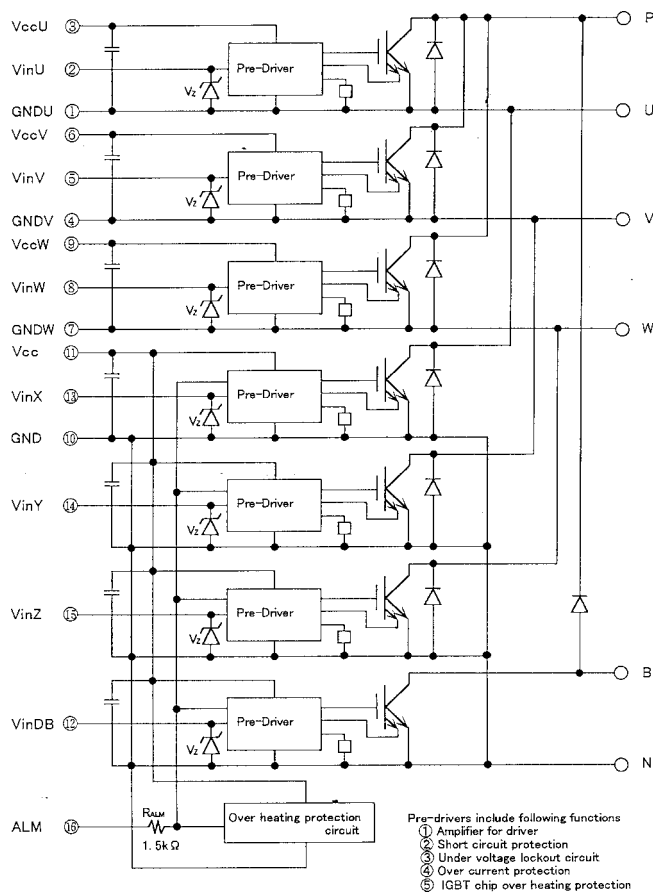 VccU ③
P
VinU ②
Pre-Driver
Vz
GNDU ①
U
VccV ⑥
VinV ⑤
Pre-Driver
Vz
GNDV ④
V
VccW ⑨
VinW ⑧
Pre-Driver
Vz
GNDW ⑦
W
Vcc ⑪
VinX ⑬
Pre-Driver
Vz
GND ⑩
VinY ⑭
Pre-Driver
Vz
VinZ ⑮
Pre-Driver
Vz
B
VinDB ⑫
Pre-Driver
Vz
N
ALM ⑯
RALM
1. 5kΩ
Over heating protection
circuit
Pre-drivers include following functions
① Amplifier for driver
② Short circuit protection
③ Under voltage lockout circuit
④ Over current protection
⑤ IGBT chip over heating protection